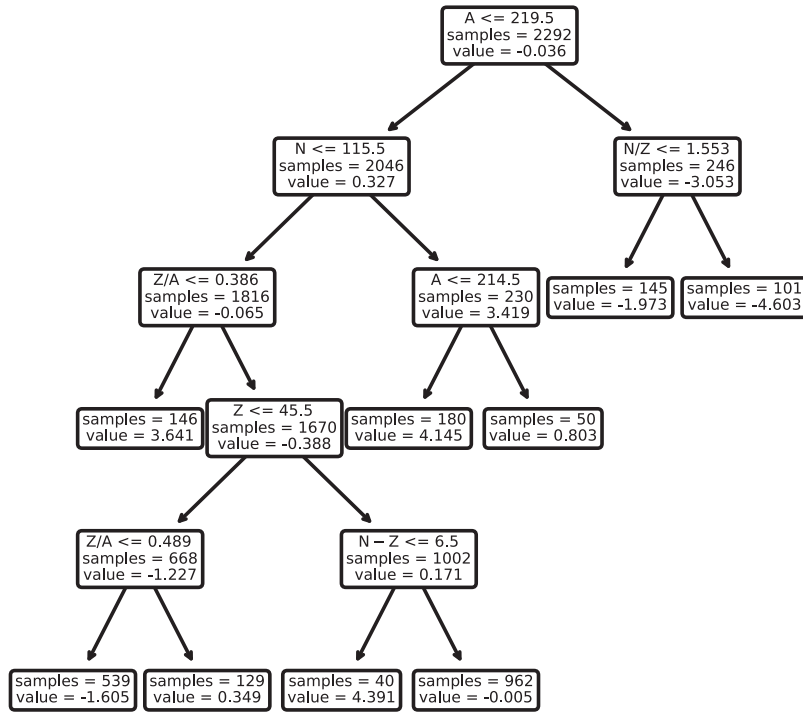 A <= 219.5
samples = 2292
value = -0.036
N <= 115.5
samples = 2046
value = 0.327
N/Z <= 1.553
samples = 246
value = -3.053
Z/A <= 0.386
samples = 1816
value = -0.065
A <= 214.5
samples = 230
value = 3.419
samples = 145
value = -1.973
samples = 101
value = -4.603
samples = 146
value = 3.641
Z <= 45.5
samples = 1670
value = -0.388
samples = 180
value = 4.145
samples = 50
value = 0.803
Z/A <= 0.489
samples = 668
value = -1.227
N − Z <= 6.5
samples = 1002
value = 0.171
samples = 539
value = -1.605
samples = 129
value = 0.349
samples = 40
value = 4.391
samples = 962
value = -0.005